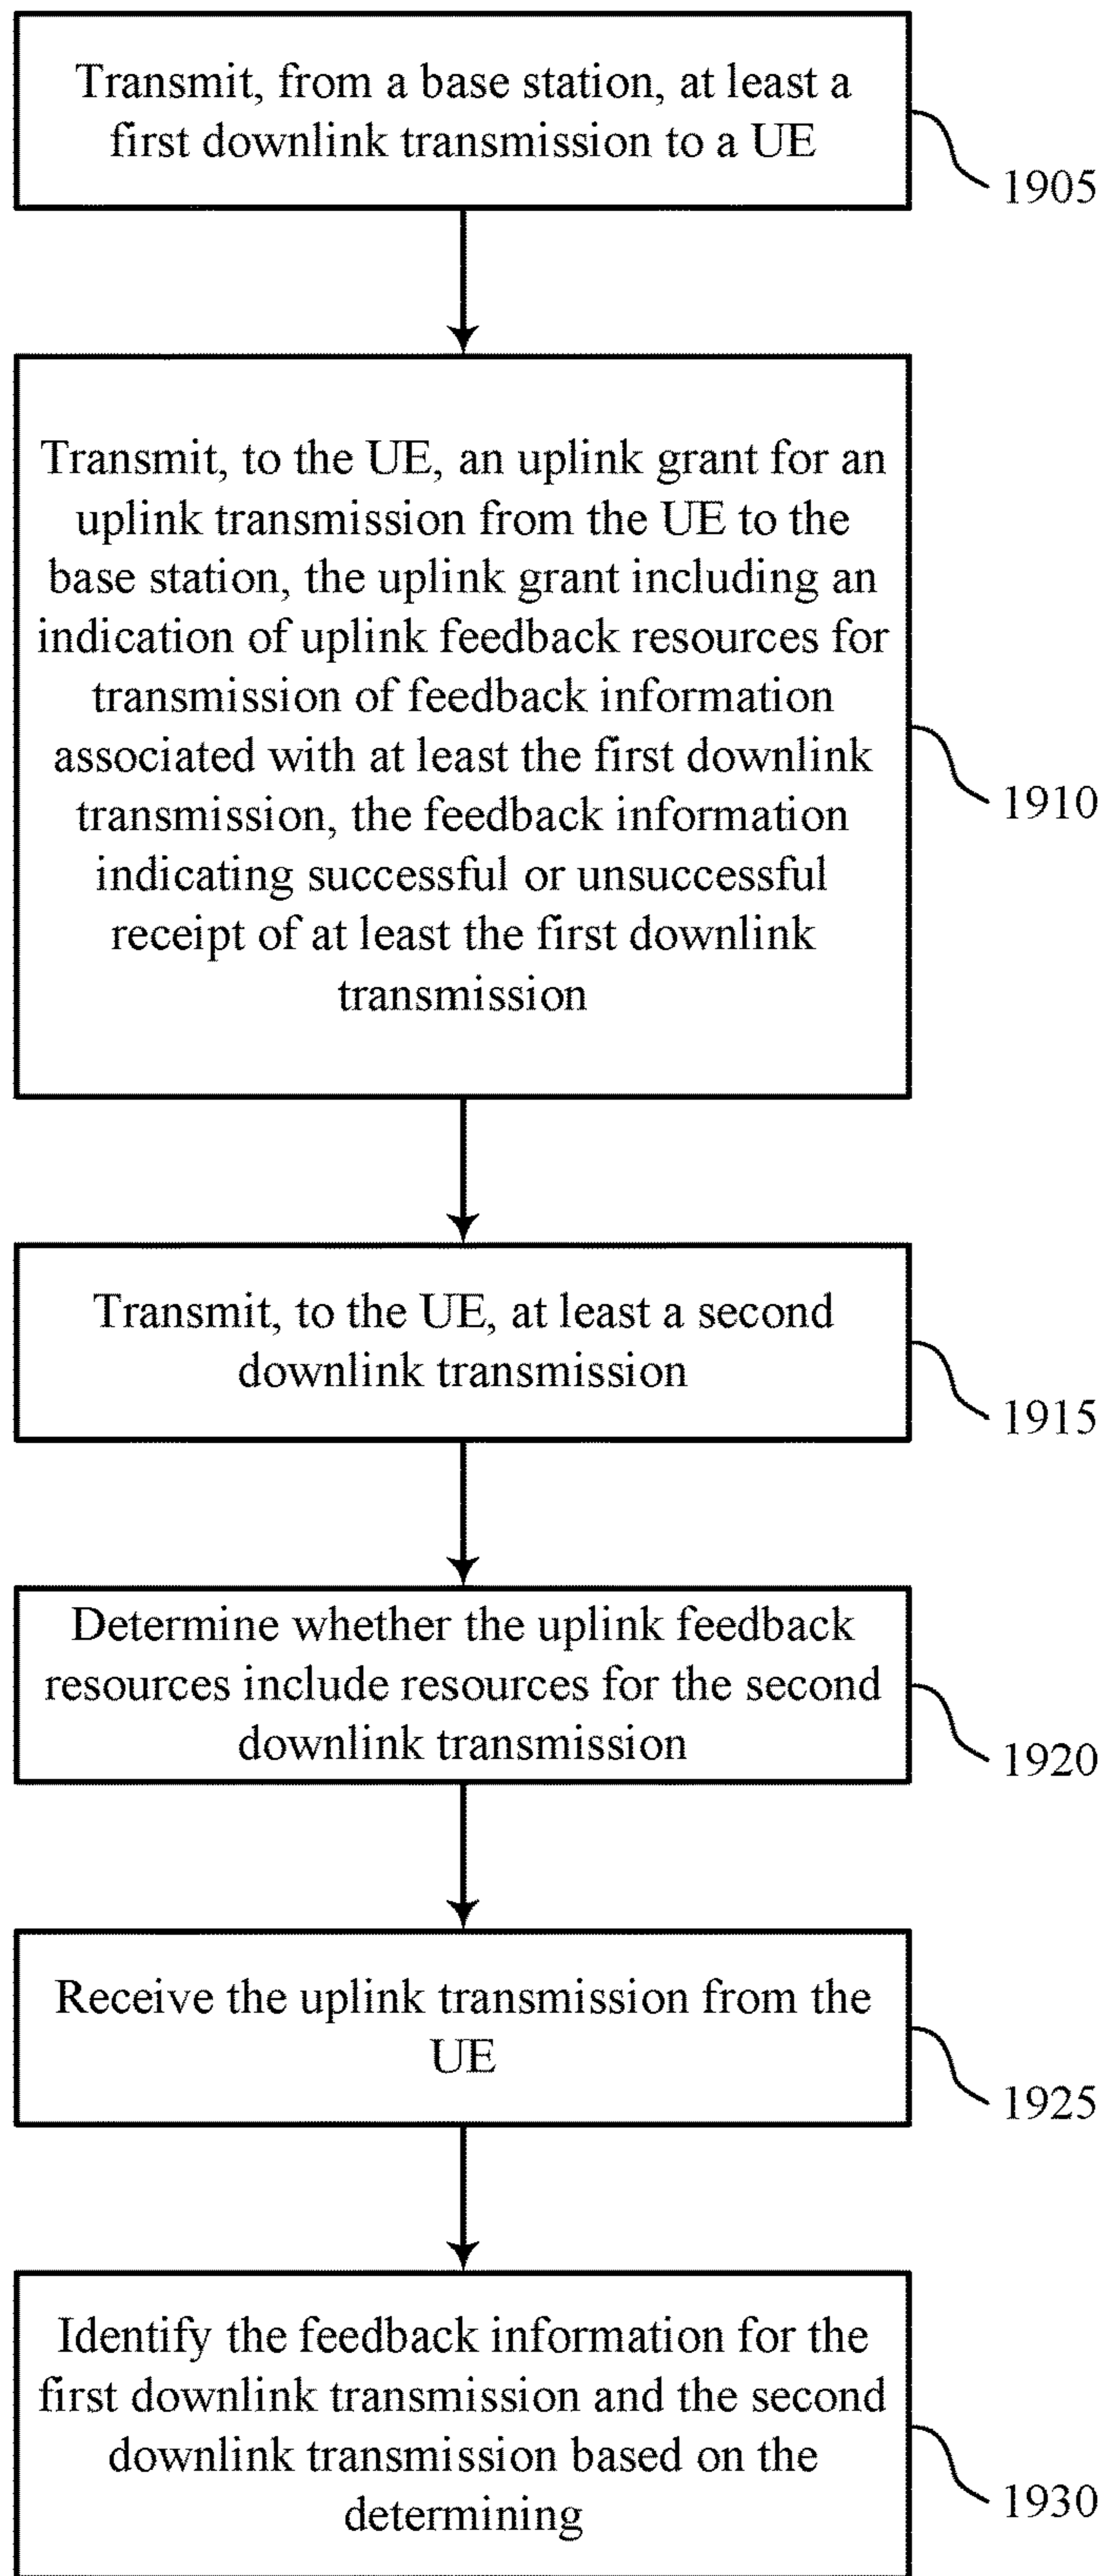 Transmit, from a base station, at least a
first downlink transmission to a UE
1905
Transmit, to the UE, an uplink grant for an
uplink transmission from the UE to the
base station, the uplink grant including an
indication of uplink feedback resources for
transmission of feedback information
associated with at least the first downlink
transmission, the feedback information
indicating successful or unsuccessful
receipt of at least the first downlink
transmission
1910
Transmit, to the UE, at least a second
downlink transmission
1915
Determine whether the uplink feedback
resources include resources for the second
downlink transmission
1920
Receive the uplink transmission from the
UE
1925
Identify the feedback information for the
first downlink transmission and the second
downlink transmission based on the
determining
1930